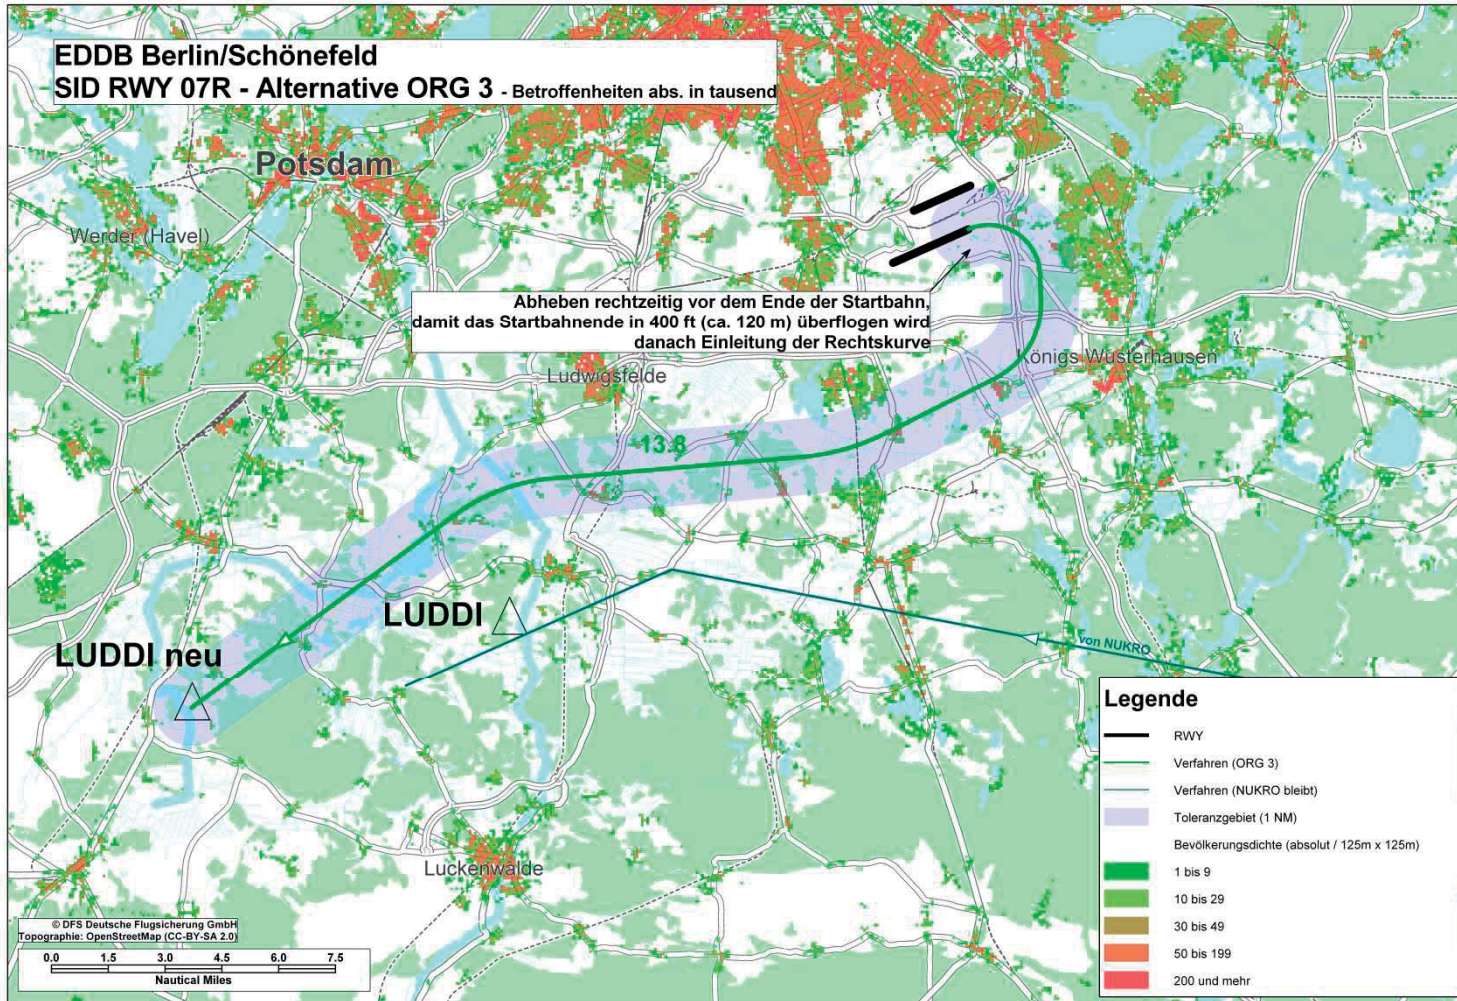 EDDB Berlin/Schönefeld
SID RWY 07R - Alternative ORG 3 - Betroffenheiten abs. in tausend
Potsdam
Werder (Havel)
Abheben rechtzeitig vor dem Ende der Startbahn,
damit das Startbahnende in 400 ft (ca. 120 m) überflogen wird
danach Einleitung der Rechtskurve
Königs Wusterhausen
Ludwigsfelde
13.8
LUDDI
LUDDI neu
von NUKRO
Luckenwalde
Legende
RWY
Verfahren (ORG 3)
Verfahren (NUKRO bleibt)
Toleranzgebiet (1 NM)
Bevölkerungsdichte (absolut / 125m x 125m)
1 bis 9
10 bis 29
30 bis 49
50 bis 199
200 und mehr
© DFS Deutsche Flugsicherung GmbH
Topographie: OpenStreetMap (CC-BY-SA 2.0)
0.0 1.5 3.0 4.5 6.0 7.5
Nautical Miles